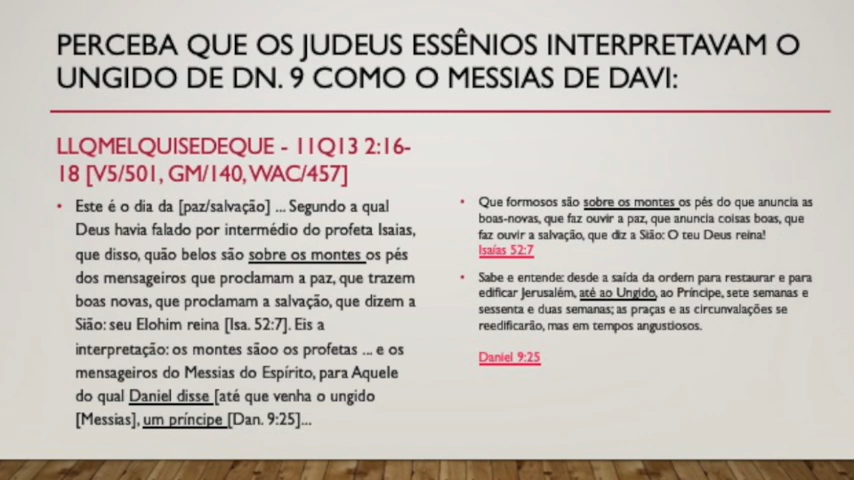 PERCEBA QUE OS JUDEUS ESSÊNIOS INTERPRETAVAM O
UNGIDO DE DN. 9 COMO O MESSIAS DE DAVI:
LLQMELQUISEDEQUE - 11Q13 2:16-
18 [V5/501, GM/140, WAC/457]
• Este é o dia da [paz/salvação] ... Segundo a qual
Deus havia falado por intermédio do profeta Isaias,
que disso, quão belos são sobre os montes os pés
dos mensageiros que proclamam a paz, que trazem
boas novas, que proclamam a salvação, que dizem a
Sião: seu Elohim reina [Isa. 52:7]. Eis a
interpretação: os montes sãoo os profetas ... e os
mensageiros do Messias do Espírito, para Aquele
do qual Daniel disse [até que venha o ungido
[Messias], um príncipe [Dan. 9:25]...
• Que formosos são sobre os montes os pés do que anuncia as
boas-novas, que faz ouvir a paz, que anuncia coisas boas, que
faz ouvir a salvação, que diz a Sião: O teu Deus reina!
Isaías 52:7
• Sabe e entende: desde a saída da ordem para restaurar e para
edificar Jerusalém, até ao Ungido, ao Príncipe, sete semanas e
sessenta e duas semanas; as praças e as circunvalações se
reedificarão, mas em tempos angustiosos.
Daniel 9:25